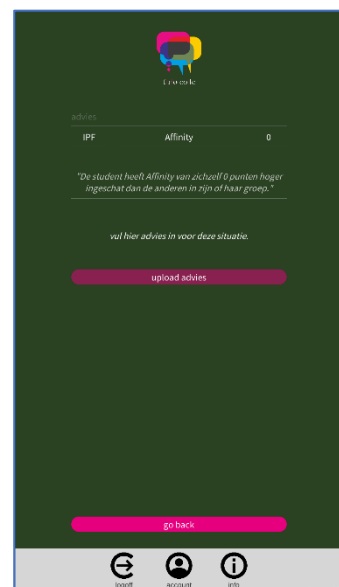 advies
IPF Affinity 0
"De student heeft Affinity van zichzelf 0 punten hoger
ingeschat dan de anderen in zijn of haar groep."
vul hier advies in voor deze situatie.
upload advies
go back
logoff account info